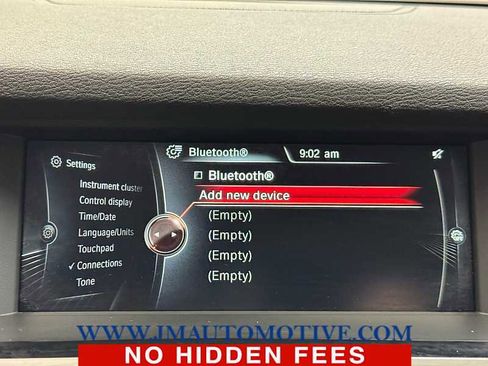 Settings
Instrument cluster
Control display
Time/Date
Language/Units
Touchpad
✓ Connections
Tone
Bluetooth®
9:02 am
Bluetooth®
Add new device
(Empty)
(Empty)
(Empty)
(Empty)
WWW.JMAUTOMOTIVE.COM
NO HIDDEN FEES